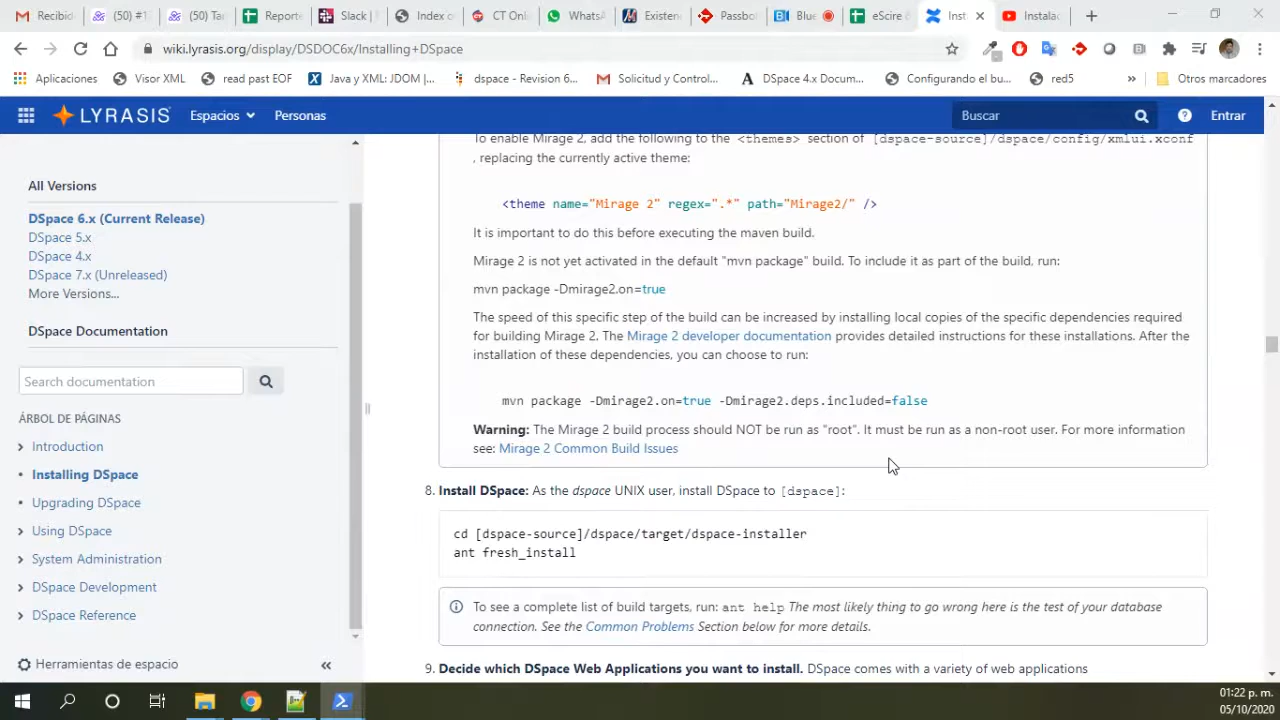 Recibid
(50) #1
(50) Tar
Reporte
Slack |
Index o
CT Onli
Whats
Existen
Passbo
Blue
eScire
Inst
Instalac
wiki.lyrasis.org/display/DSDOC6x/Installing+DSpace
Aplicaciones
Visor XML
read past EOF
Java y XML: JDOM (...
dspace - Revision 6...
Solicitud y Control...
DSpace 4.x Docum...
Configurando el bu...
red5
»
Otros marcadores
LYRASIS
Espacios
Personas
Buscar
Entrar
All Versions
DSpace 6.x (Current Release)
DSpace 5.x
DSpace 4.x
DSpace 7.x (Unreleased)
More Versions...
DSpace Documentation
Search documentation
ÁRBOL DE PÁGINAS
Introduction
Installing DSpace
Upgrading DSpace
Using DSpace
System Administration
DSpace Development
DSpace Reference
Herramientas de espacio
To enable Mirage 2, add the following to the <themes> section of [dspace-source]/dspace/config/xmlui.xconf
, replacing the currently active theme:
<theme name="Mirage 2" regex=".*" path="Mirage2/" />
It is important to do this before executing the maven build.
Mirage 2 is not yet activated in the default "mvn package" build. To include it as part of the build, run:
mvn package -Dmirage2.on=true
The speed of this specific step of the build can be increased by installing local copies of the specific dependencies required
for building Mirage 2. The Mirage 2 developer documentation provides detailed instructions for these installations. After the
installation of these dependencies, you can choose to run:
mvn package -Dmirage2.on=true -Dmirage2.deps.included=false
Warning: The Mirage 2 build process should NOT be run as "root". It must be run as a non-root user. For more information
see: Mirage 2 Common Build Issues
8. Install DSpace: As the dspace UNIX user, install DSpace to [dspace]:
cd [dspace-source]/dspace/target/dspace-installer
ant fresh_install
To see a complete list of build targets, run: ant help The most likely thing to go wrong here is the test of your database
connection. See the Common Problems Section below for more details.
9. Decide which DSpace Web Applications you want to install. DSpace comes with a variety of web applications
01:22 p. m.
05/10/2020